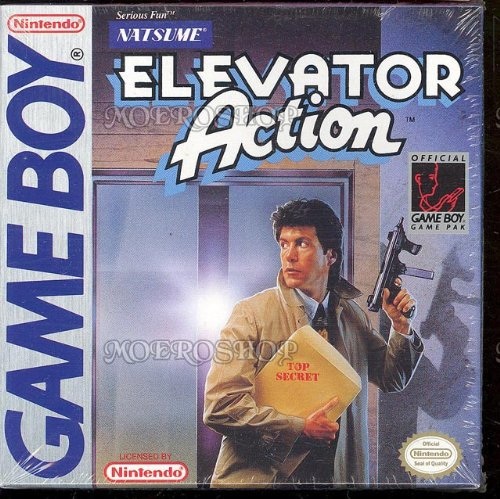 Nintendo®
GAME BOY®
Serious Fun™
NATSUME®
ELEVATOR
Action™
MOEROSHOP
OFFICIAL
GAME BOY
GAME PAK
MOEROSHOP
TOP
SECRET
LICENSED BY
Nintendo®
Official
Nintendo
Seal of Quality